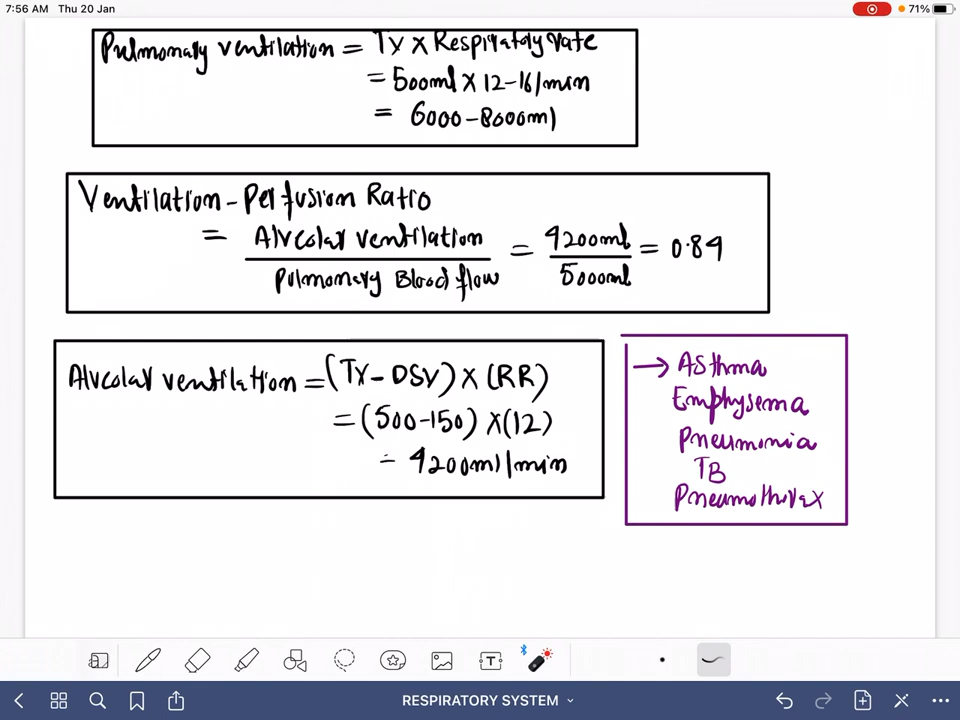 7:56 AM Thu 20 Jan
71%
Pulmonary ventilation = TV X Respiratory rate
= 500ml X 12-16/min
= 6000-8000ml
Ventilation - Perfusion Ratio
= Alveolar ventilation / Pulmonary Blood flow = 4200ml / 5000ml = 0.84
Alveolar ventilation = (TV - DSV) X (RR)
= (500-150) X (12)
= 4200ml/min
→ Asthma
Emphysema
Pneumonia
TB
Pneumothorax
T
RESPIRATORY SYSTEM